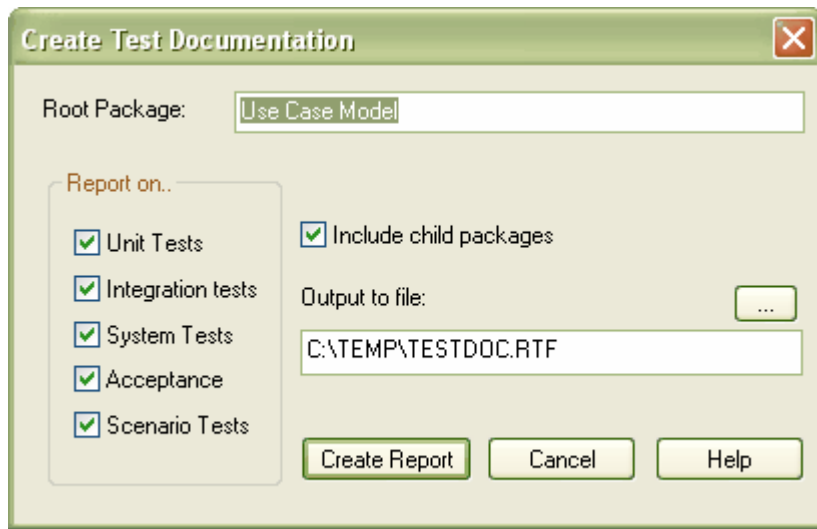 Create Test Documentation
Root Package: Use Case Model
Report on..
Unit Tests
Integration tests
System Tests
Acceptance
Scenario Tests
Include child packages
Output to file: ...
C:\TEMP\TESTDOC.RTF
Create Report Cancel Help